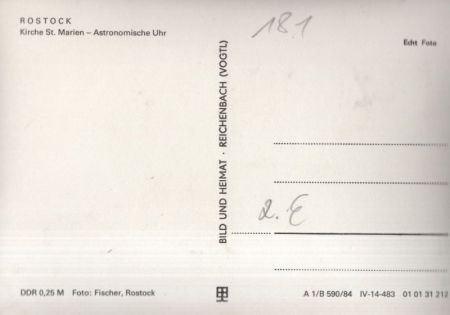 ROSTOCK
Kirche St. Marien – Astronomische Uhr
181
Echt Foto
BILD UND HEIMAT · REICHENBACH (VOGTL)
2. E
DDR 0,25 M Foto: Fischer, Rostock
A 1/B 590/84 IV-14-483 01 01 31 212